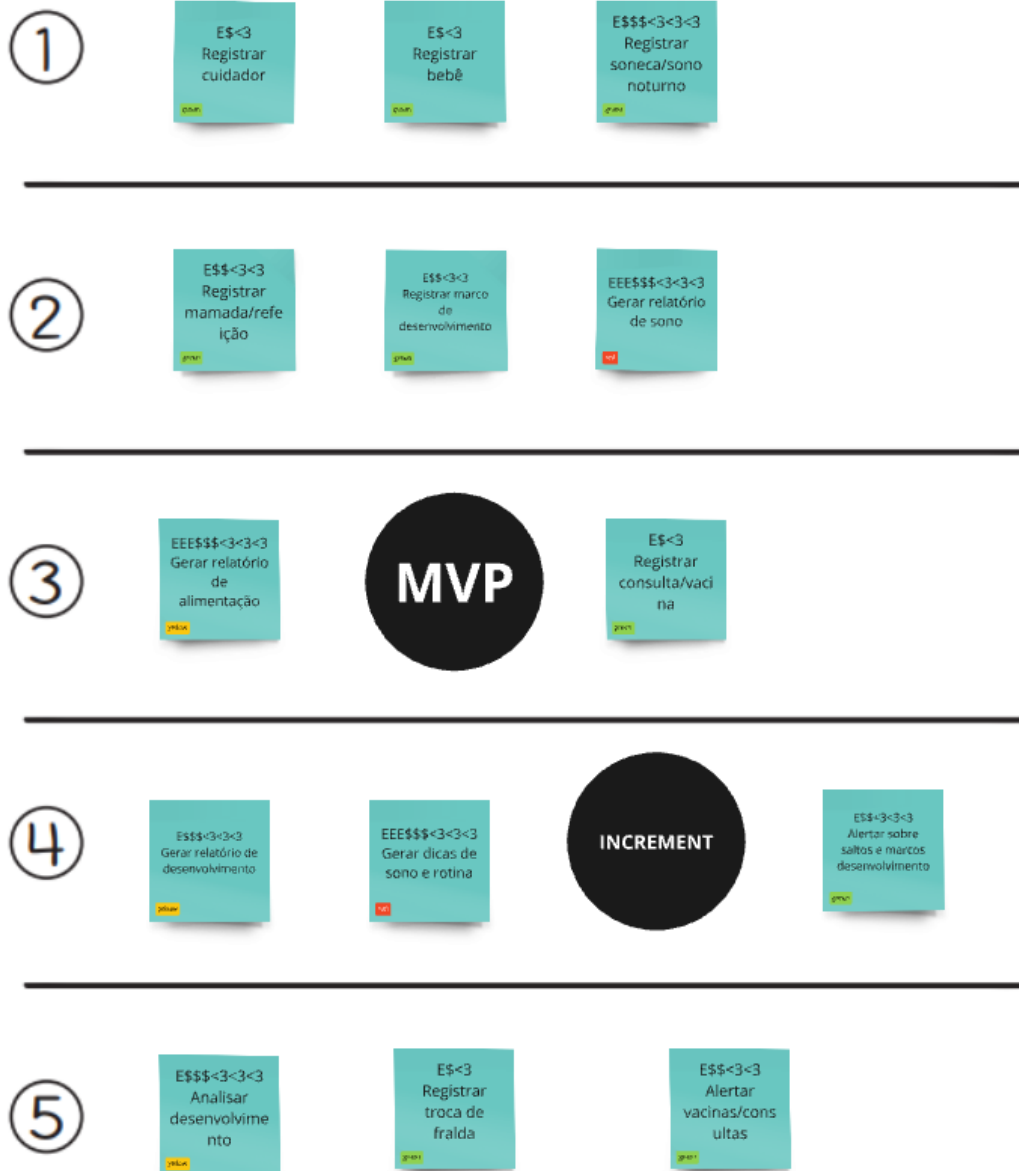 1
E$<3
Registrar
cuidador
green
E$<3
Registrar
bebê
green
E$$$<3<3<3
Registrar
soneca/sono
noturno
green
2
E$$<3<3
Registrar
mamada/refe
ição
green
E$$<3<3
Registrar marco
de
desenvolvimento
green
EEE$$$<3<3<3
Gerar relatório
de sono
red
3
EEE$$$<3<3<3
Gerar relatório
de
alimentação
yellow
MVP
E$<3
Registrar
consulta/vaci
na
green
4
E$$$<3<3<3
Gerar relatório de
desenvolvimento
yellow
EEE$$$<3<3<3
Gerar dicas de
sono e rotina
red
INCREMENT
E$$<3<3<3
Alertar sobre
saltos e marcos
desenvolvimento
green
5
E$$$<3<3<3
Analisar
desenvolvime
nto
yellow
E$<3
Registrar
troca de
fralda
green
E$$<3<3
Alertar
vacinas/cons
ultas
green